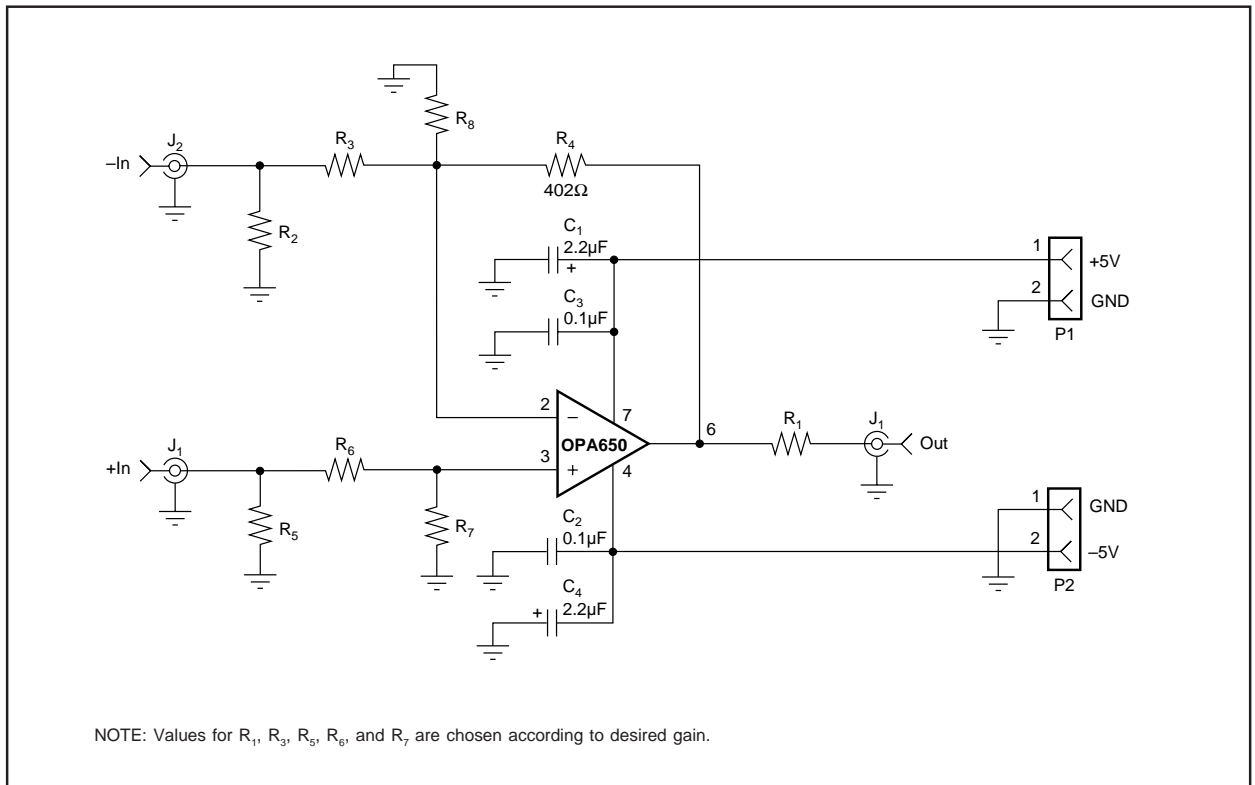 R₈
J₂
R₃
R₄
–In
402Ω
R₂
C₁
2.2µF
+
1
+5V
2
GND
P1
C₃
0.1µF
2
–
7
OPA650
6
R₁
J₁
Out
J₁
R₆
+In
3
+
4
R₅
R₇
C₂
0.1µF
1
GND
2
–5V
P2
C₄
+
2.2µF
NOTE: Values for R₁, R₃, R₅, R₆, and R₇ are chosen according to desired gain.